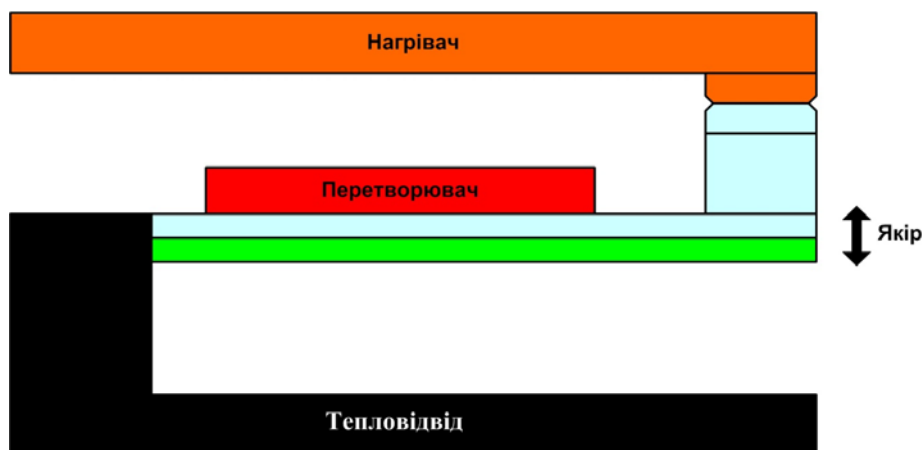 Нагрівач
Перетворювач
Якір
Тепловідвід